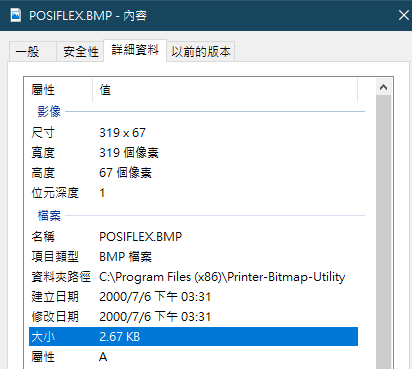 POSIFLEX.BMP - 內容
一般 安全性 詳細資料 以前的版本
屬性 值
影像
尺寸 319 x 67
寬度 319 個像素
高度 67 個像素
位元深度 1
檔案
名稱 POSIFLEX.BMP
項目類型 BMP 檔案
資料夾路徑 C:\Program Files (x86)\Printer-Bitmap-Utility
建立日期 2000/7/6 下午 03:31
修改日期 2000/7/6 下午 03:31
大小 2.67 KB
屬性 A